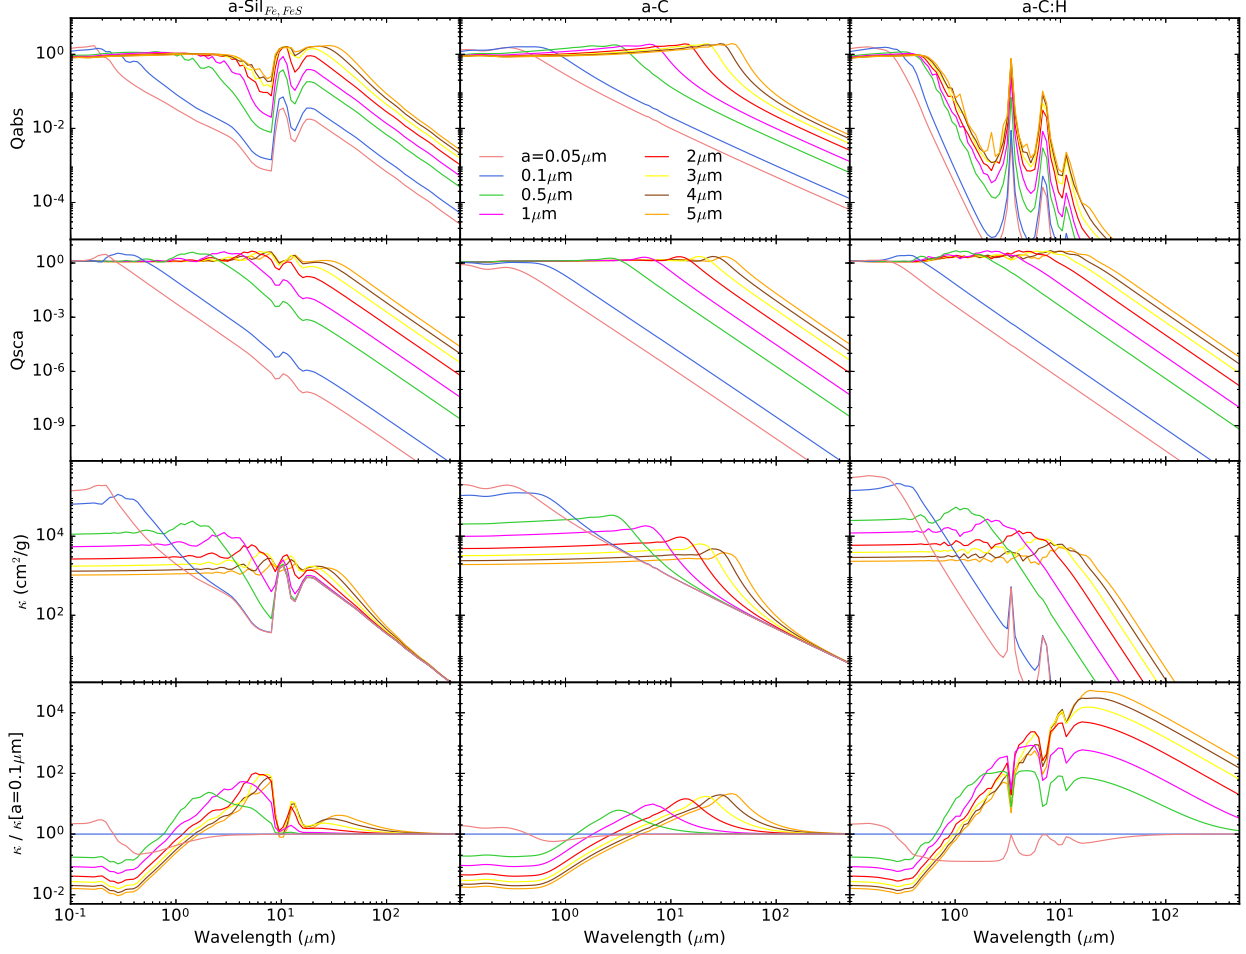 a-Sil_{Fe,FeS} a-C a-C:H
Qabs
10^0
10^{-2}
10^{-4}
a=0.05μm 2μm
0.1μm 3μm
0.5μm 4μm
1μm 5μm
Qsca
10^0
10^{-3}
10^{-6}
10^{-9}
κ (cm^2/g)
10^4
10^2
κ / κ[a=0.1μm]
10^4
10^2
10^0
10^{-2}
10^{-1} 10^0 10^1 10^2 10^0 10^1 10^2 10^0 10^1 10^2
Wavelength (μm) Wavelength (μm) Wavelength (μm)